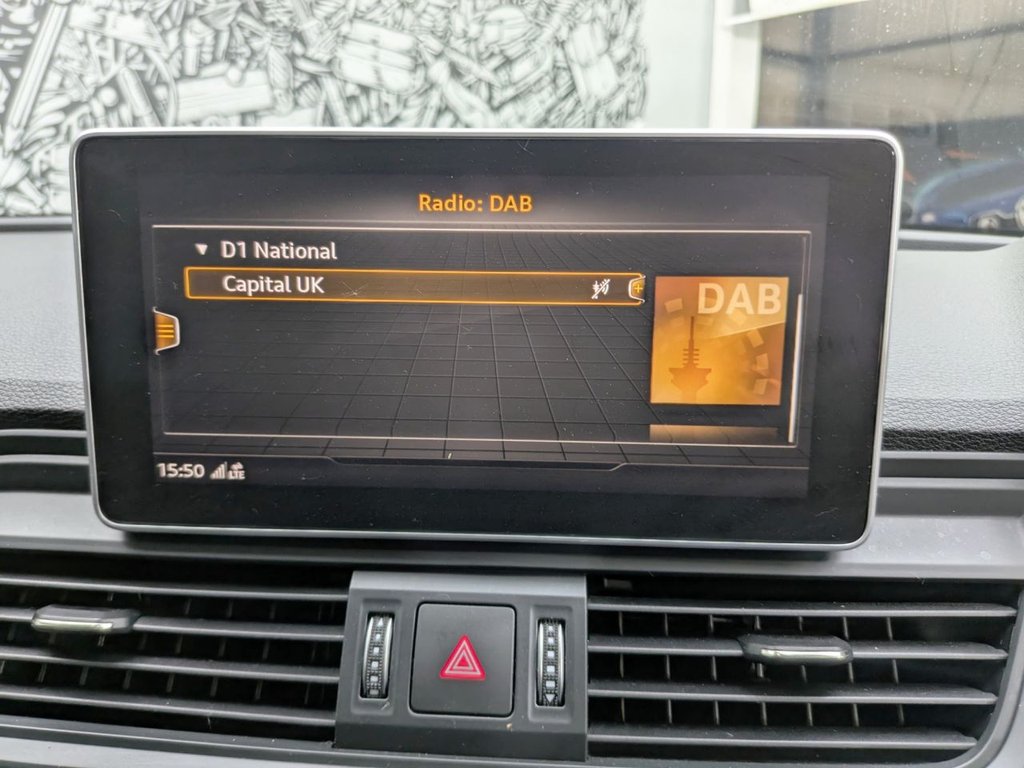 Radio: DAB
D1 National
Capital UK
DAB
15:50 LTE